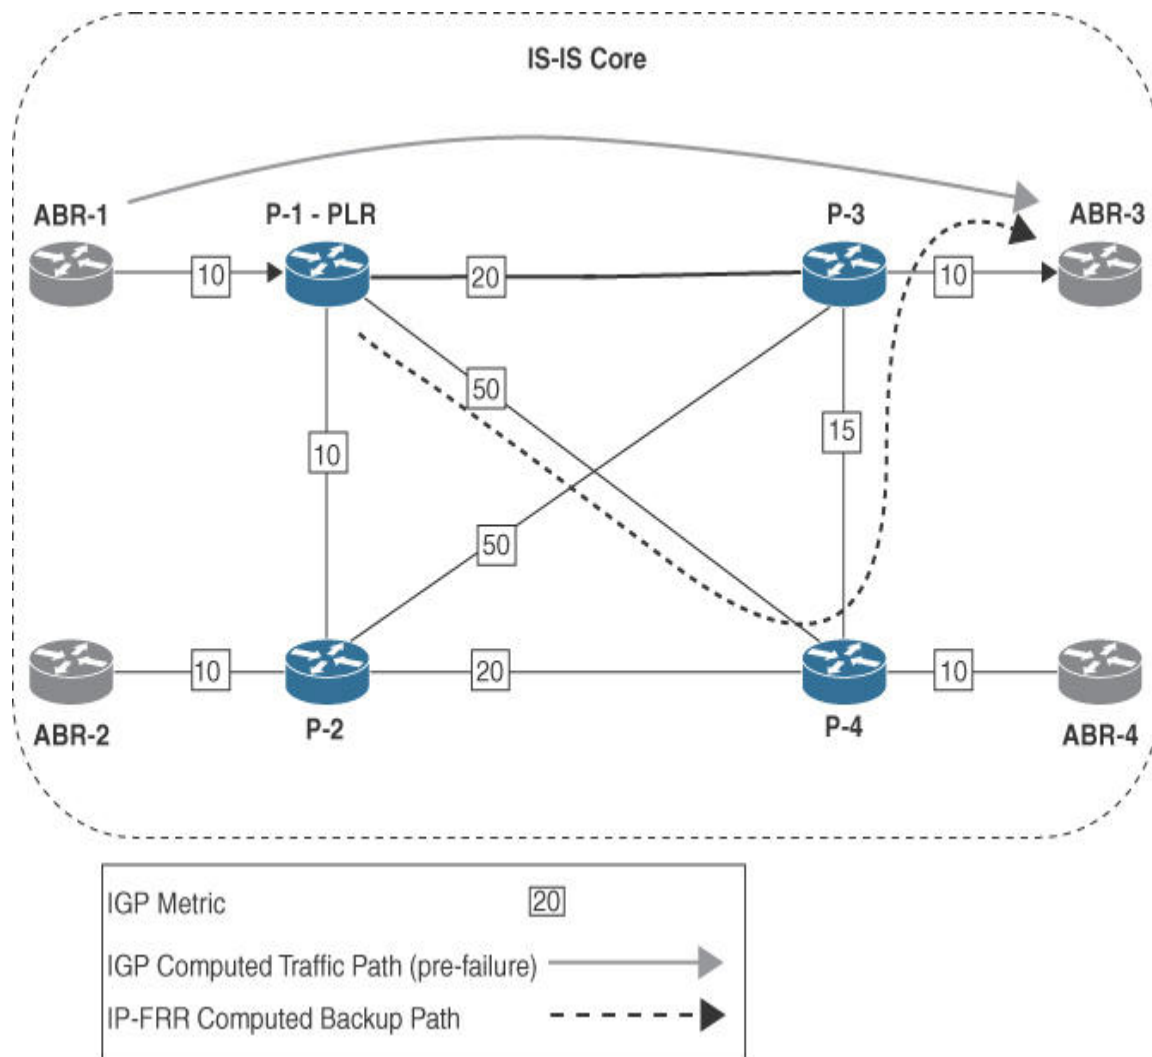 IS-IS Core
ABR-1
P-1 - PLR
P-3
ABR-3
10
20
10
50
10
15
50
10
20
10
ABR-2
P-2
P-4
ABR-4
IGP Metric
20
IGP Computed Traffic Path (pre-failure)
IP-FRR Computed Backup Path